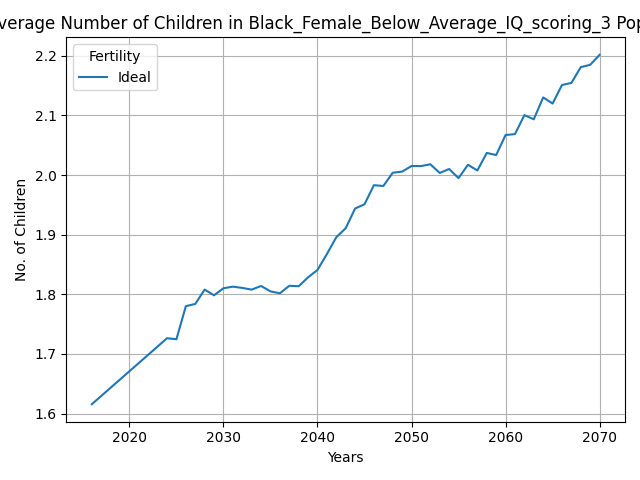 verage Number of Children in Black_Female_Below_Average_IQ_scoring_3 Pop
Fertility
Ideal
No. of Children
2.2
2.1
2.0
1.9
1.8
1.7
1.6
2020 2030 2040 2050 2060 2070
Years